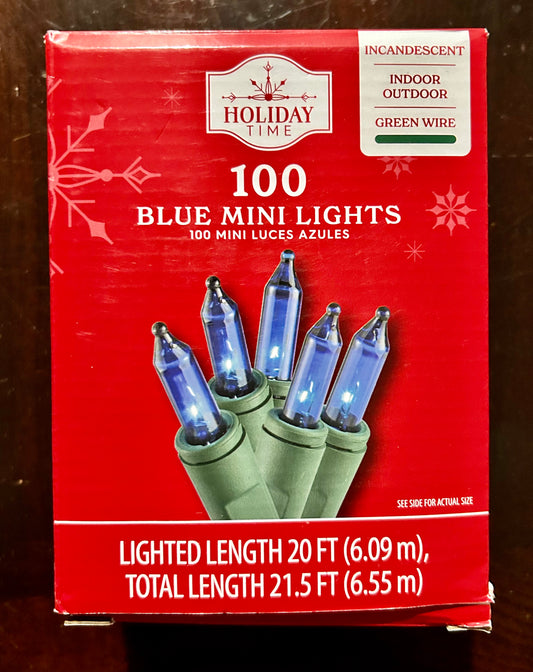 INCANDESCENT
INDOOR
OUTDOOR
GREEN WIRE
HOLIDAY
TIME
100
BLUE MINI LIGHTS
100 MINI LUCES AZULES
SEE SIDE FOR ACTUAL SIZE
LIGHTED LENGTH 20 FT (6.09 m),
TOTAL LENGTH 21.5 FT (6.55 m)